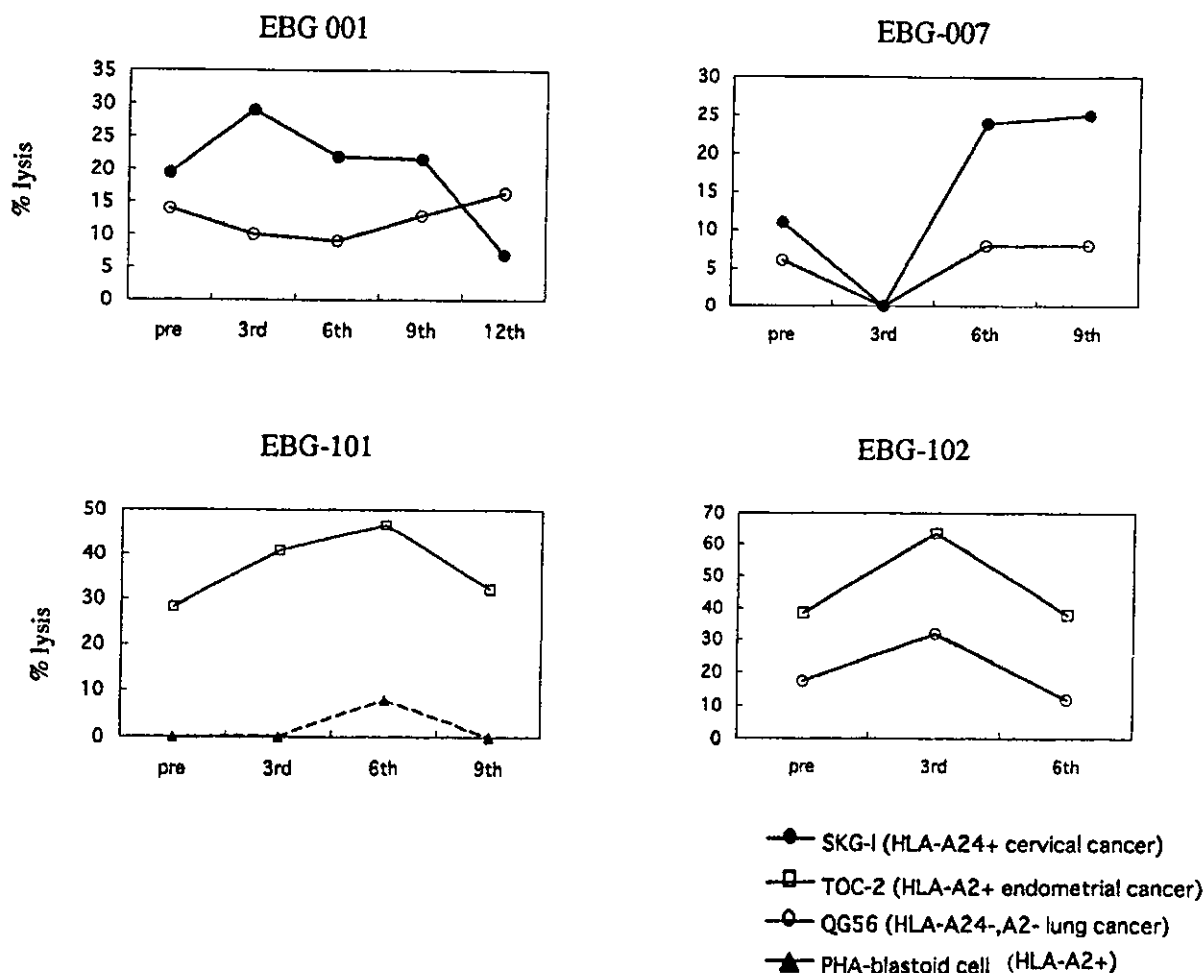 EBG 001
% lysis
35
30
25
20
15
10
5
0
pre 3rd 6th 9th 12th
EBG-007
30
25
20
15
10
5
0
pre 3rd 6th 9th
EBG-101
% lysis
50
40
30
20
10
0
pre 3rd 6th 9th
EBG-102
70
60
50
40
30
20
10
0
pre 3rd 6th
SKG-I (HLA-A24+ cervical cancer)
TOC-2 (HLA-A2+ endometrial cancer)
QG56 (HLA-A24-,A2- lung cancer)
PHA-blastoid cell (HLA-A2+)